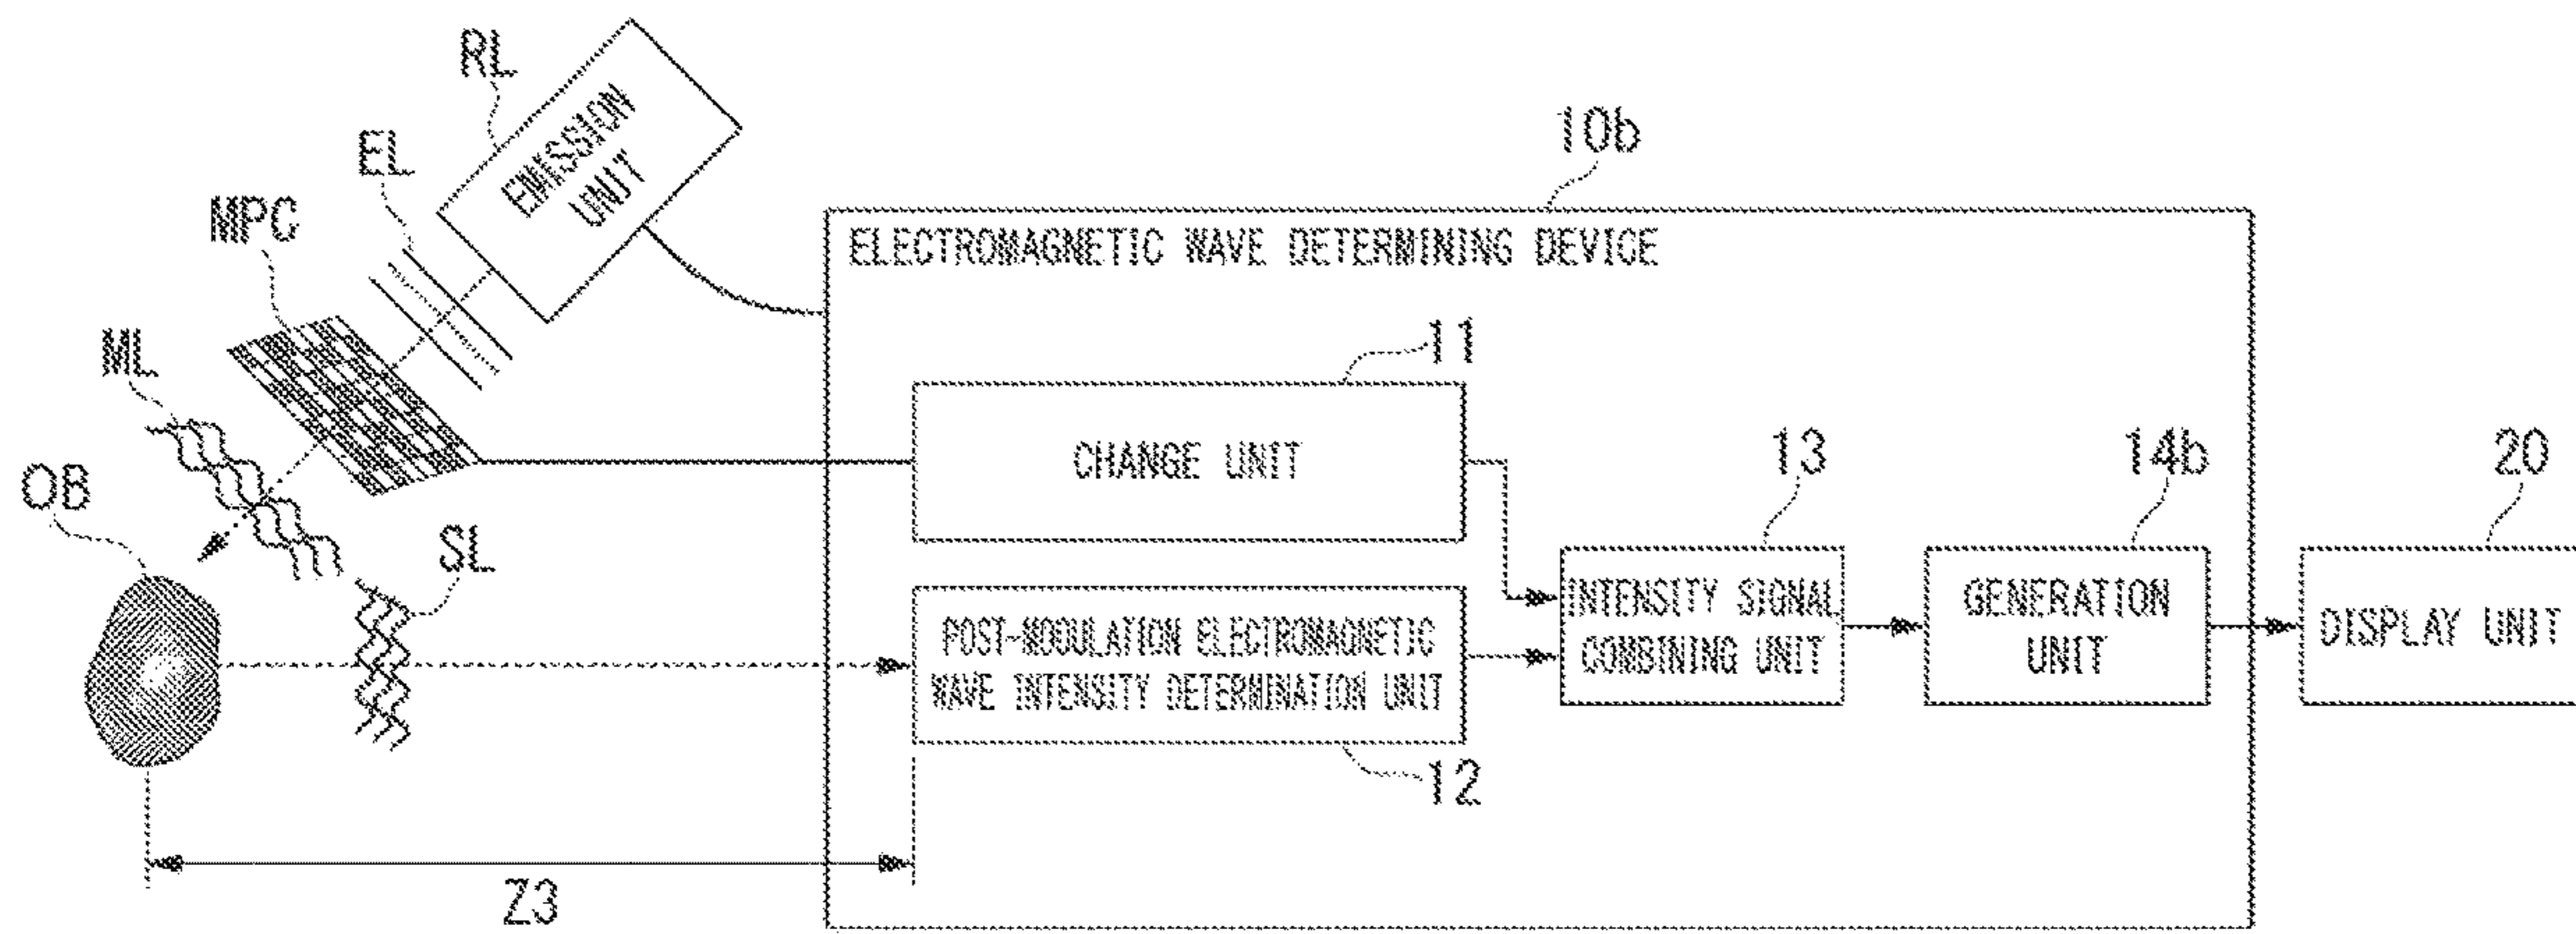 RL
EMISSION
UNIT
EL
MPC
ML
OB
SL
10b
ELECTROMAGNETIC WAVE DETERMINING DEVICE
11
CHANGE UNIT
13
14b
20
POST-MODULATION ELECTROMAGNETIC
WAVE INTENSITY DETERMINATION UNIT
INTENSITY SIGNAL
COMBINING UNIT
GENERATION
UNIT
DISPLAY UNIT
12
Z3